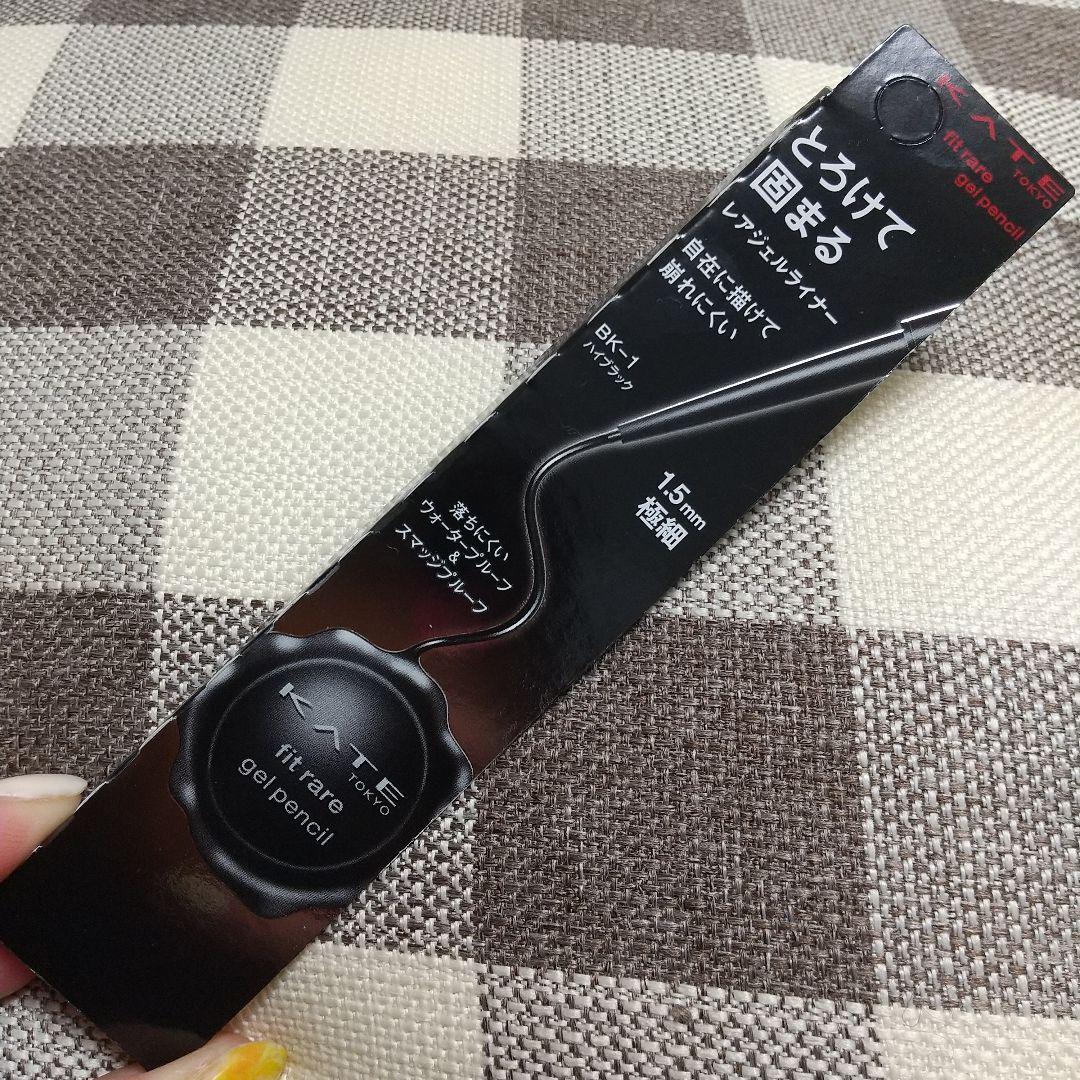 KATE
TOKYO
fit rare
gel pencil
とろけて
固まる
レアジェルライナー
自在に描けて
崩れにくい
BK-1
ハイブラック
1.5mm
極細
落ちにくい
ウォータープルーフ
&
スマッジプルーフ
KATE
TOKYO
fit rare
gel pencil